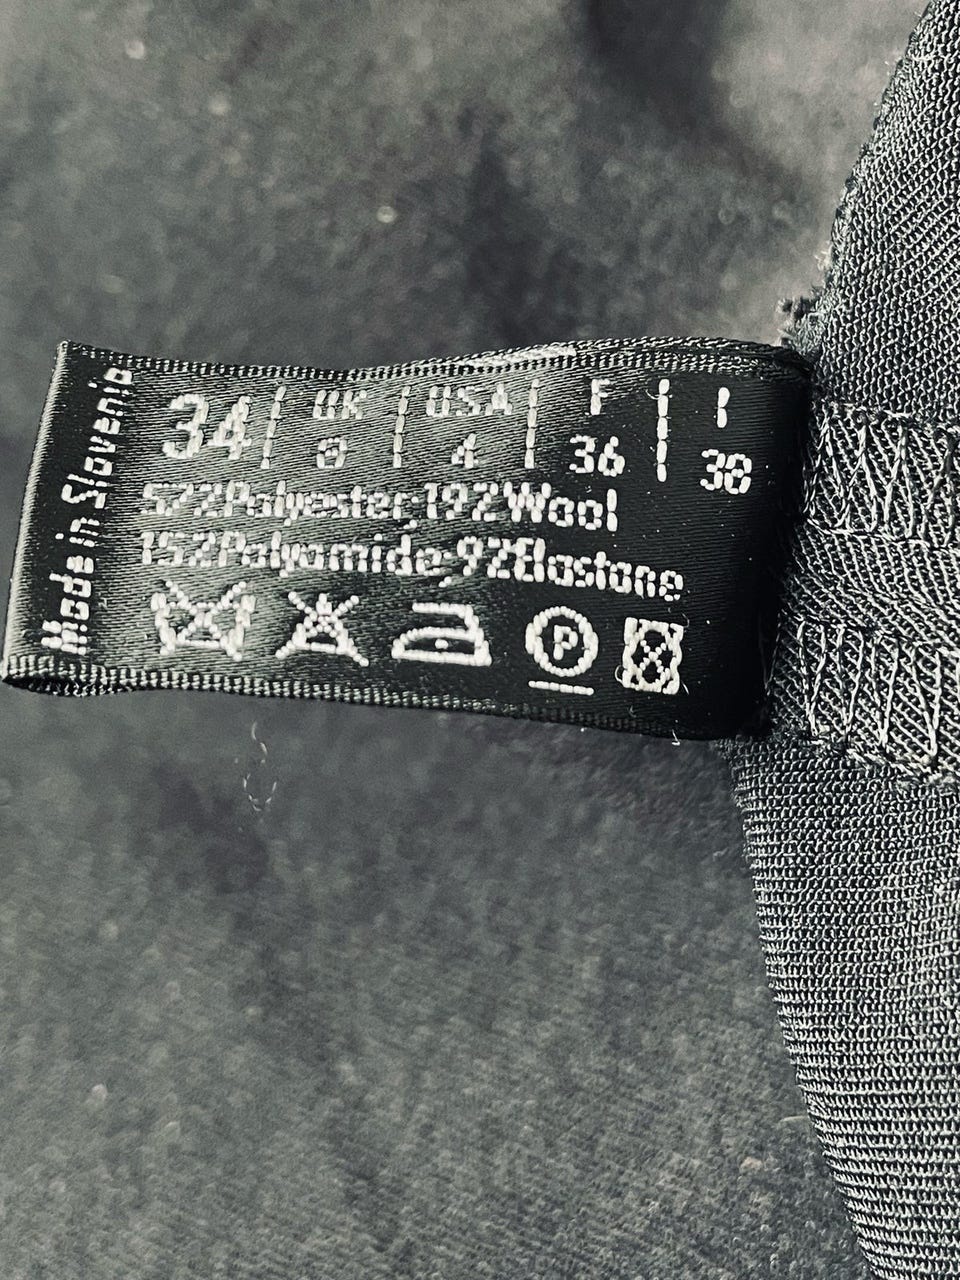 Made in Slovenia
34 | UK | USA | F | I
8 | 4 | 36 | 38
57%Polyester,19%Wool
15%Polyamide,9%Elastane
P